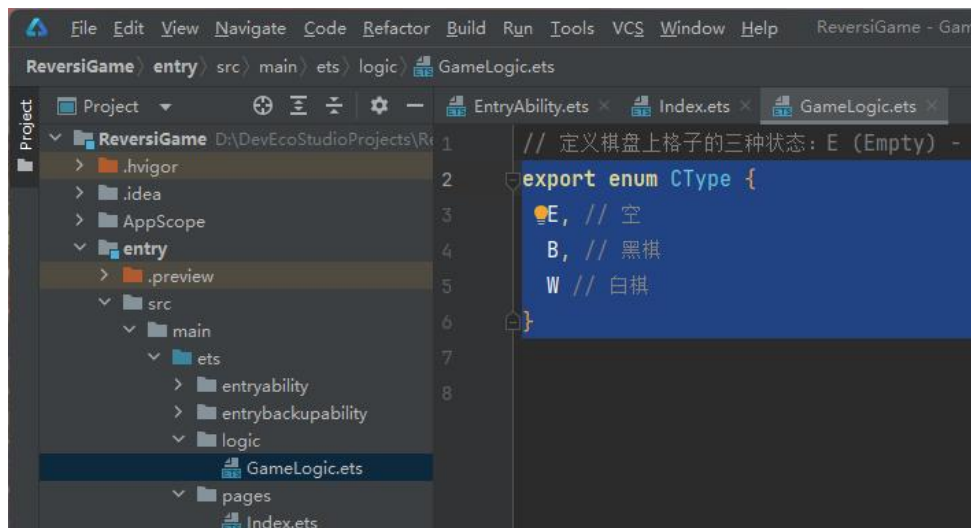 File Edit View Navigate Code Refactor Build Run Tools VCS Window Help ReversiGame - Gam
ReversiGame entry src main ets logic GameLogic.ets
Project
Project
EntryAbility.ets Index.ets GameLogic.ets
ReversiGame D:\DevEcoStudioProjects\Re
.hvigor
.idea
AppScope
entry
.preview
src
main
ets
entryability
entrybackupability
logic
GameLogic.ets
pages
Index.ets
1 // 定义棋盘上格子的三种状态：E (Empty) -
2 export enum CType {
3 E, // 空
4 B, // 黑棋
5 W // 白棋
6 }
7
8